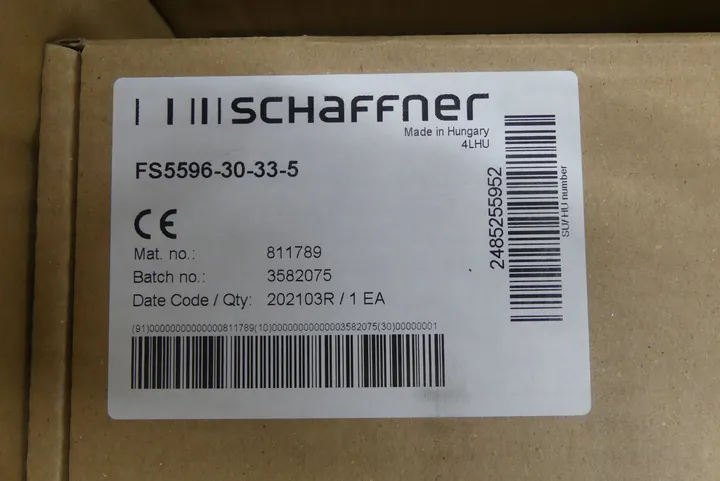 SCHAFFNER
Made in Hungary
4LHU
FS5596-30-33-5
CE
Mat. no.: 811789
Batch no.: 3582075
Date Code / Qty: 202103R / 1 EA
(91)00000000000000811789(10)00000000000003582075(30)00000001
2485255952
SU/ HU number